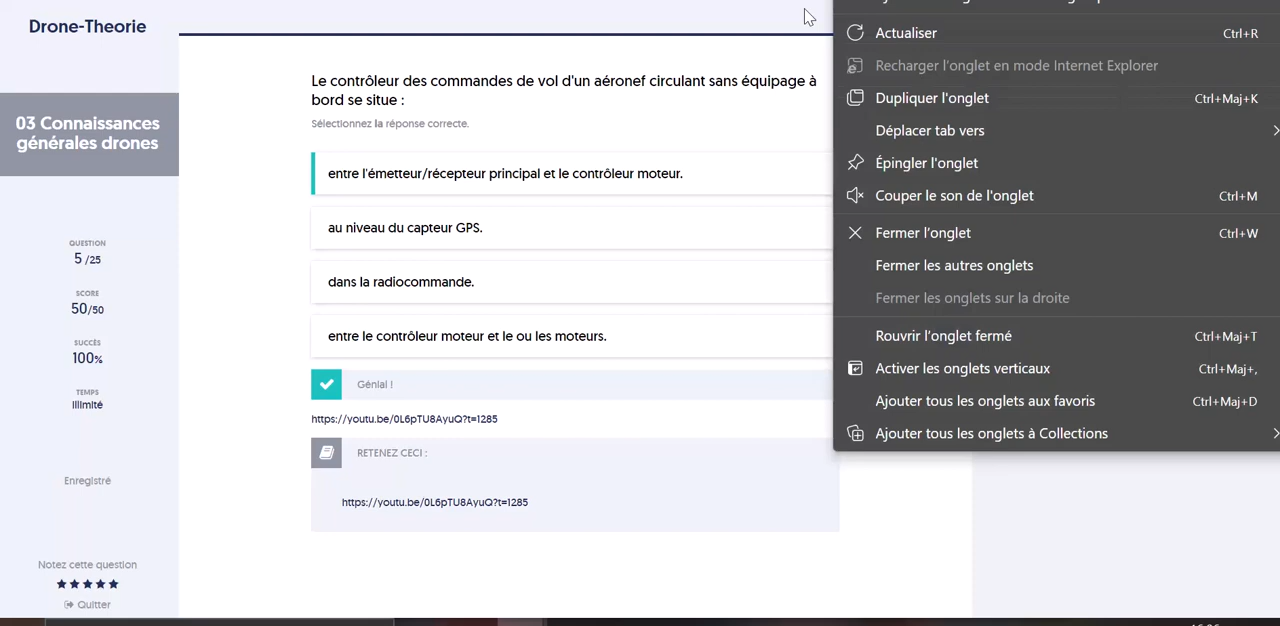 Drone-Theorie
03 Connaissances
générales drones
QUESTION
5 /25
SCORE
50/50
SUCCÈS
100%
TEMPS
Illimité
Enregistré
Notez cette question
Quitter
Le contrôleur des commandes de vol d'un aéronef circulant sans équipage à
bord se situe :
Sélectionnez la réponse correcte.
entre l'émetteur/récepteur principal et le contrôleur moteur.
au niveau du capteur GPS.
dans la radiocommande.
entre le contrôleur moteur et le ou les moteurs.
Génial !
https://youtu.be/0L6pTU8AyuQ?t=1285
RETENEZ CECI :
https://youtu.be/0L6pTU8AyuQ?t=1285
Actualiser Ctrl+R
Recharger l'onglet en mode Internet Explorer
Dupliquer l'onglet Ctrl+Maj+K
Déplacer tab vers
Épingler l'onglet
Couper le son de l'onglet Ctrl+M
Fermer l'onglet Ctrl+W
Fermer les autres onglets
Fermer les onglets sur la droite
Rouvrir l'onglet fermé Ctrl+Maj+T
Activer les onglets verticaux Ctrl+Maj+,
Ajouter tous les onglets aux favoris Ctrl+Maj+D
Ajouter tous les onglets à Collections